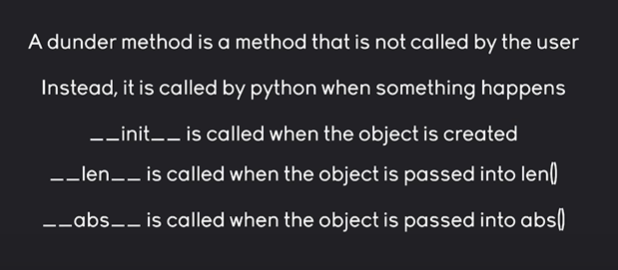 A dunder method is a method that is not called by the user
Instead, it is called by python when something happens
__init__ is called when the object is created
__len__ is called when the object is passed into len()
__abs__ is called when the object is passed into abs()